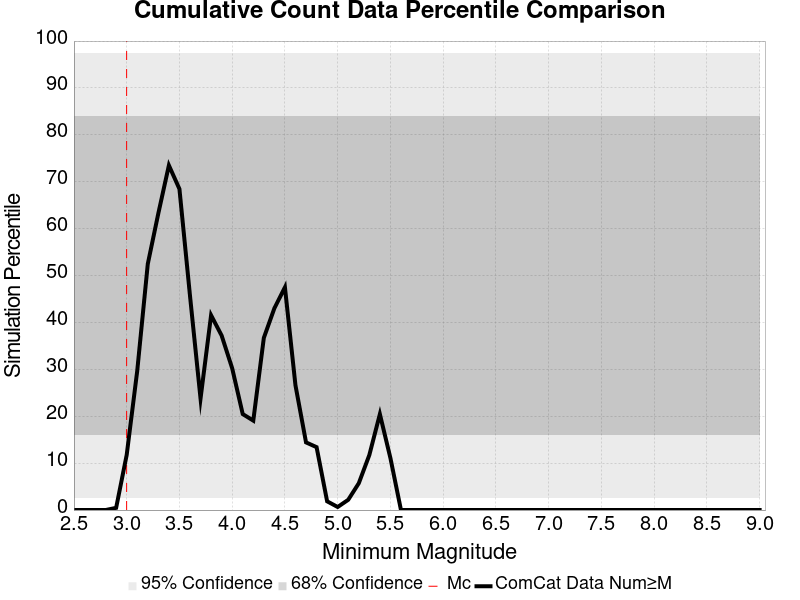 Cumulative Count Data Percentile Comparison
100
90
80
70
60
50
40
30
20
10
0
Simulation Percentile
2.5 3.0 3.5 4.0 4.5 5.0 5.5 6.0 6.5 7.0 7.5 8.0 8.5 9.0
Minimum Magnitude
95% Confidence 68% Confidence Mc ComCat Data Num≥M